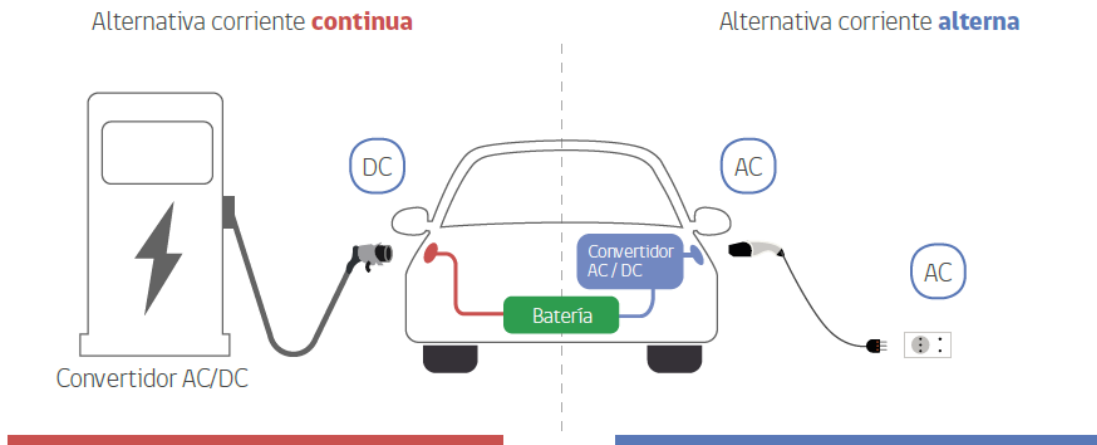 Alternativa corriente continua
Alternativa corriente alterna
DC
AC
Convertidor
AC / DC
AC
Batería
Convertidor AC/DC